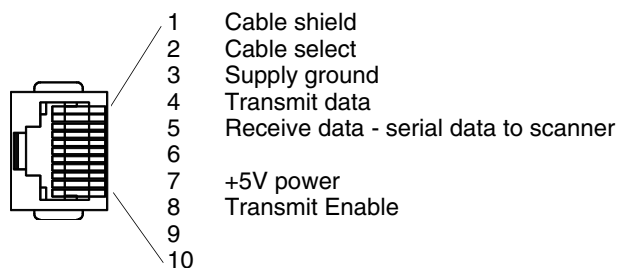 1 Cable shield
2 Cable select
3 Supply ground
4 Transmit data
5 Receive data - serial data to scanner
6
7 +5V power
8 Transmit Enable
9
10